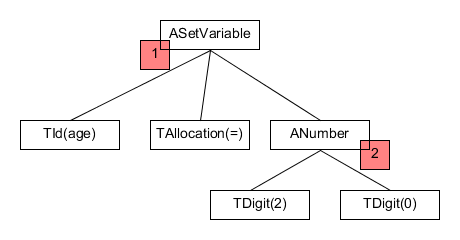 ASetVariable
1
TId(age)
TAllocation(=)
ANumber
2
TDigit(2)
TDigit(0)